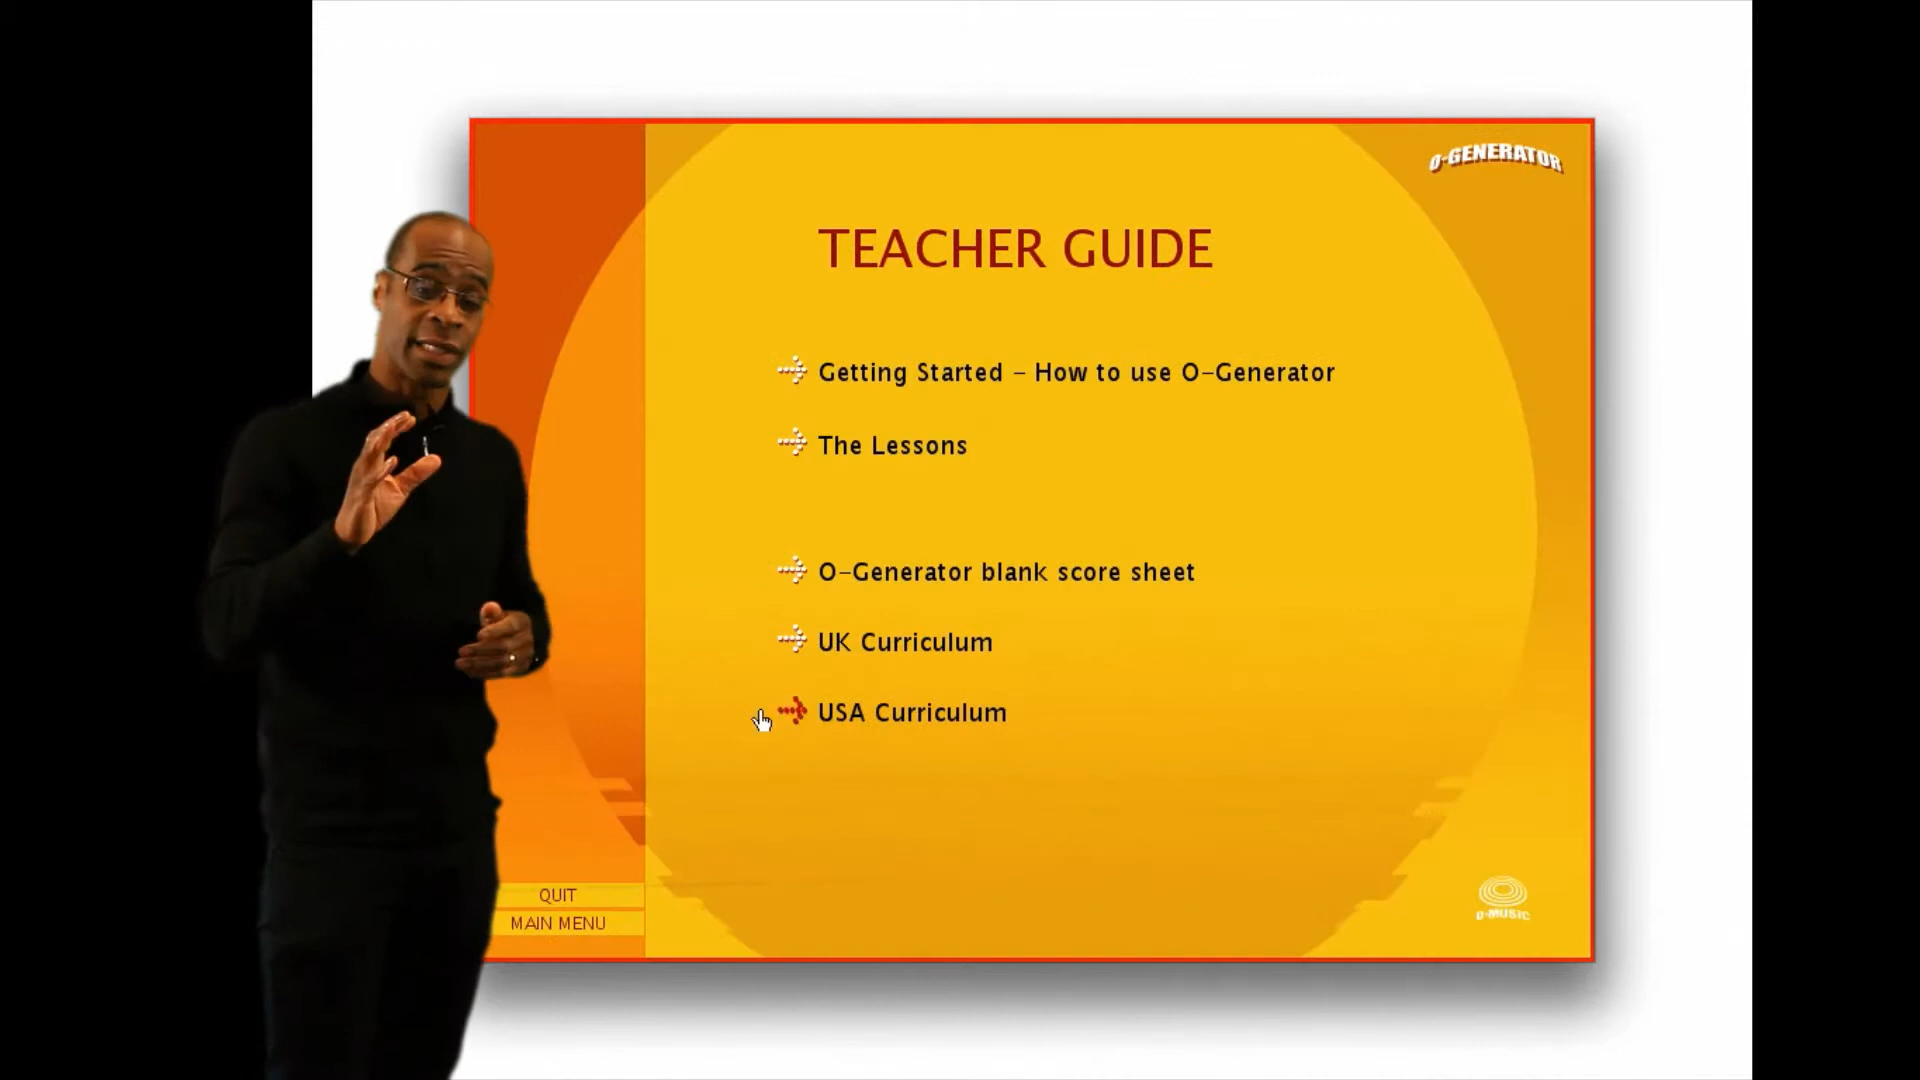 O-GENERATOR
TEACHER GUIDE
Getting Started - How to use O-Generator
The Lessons
O-Generator blank score sheet
UK Curriculum
USA Curriculum
QUIT
MAIN MENU
O-MUSIC